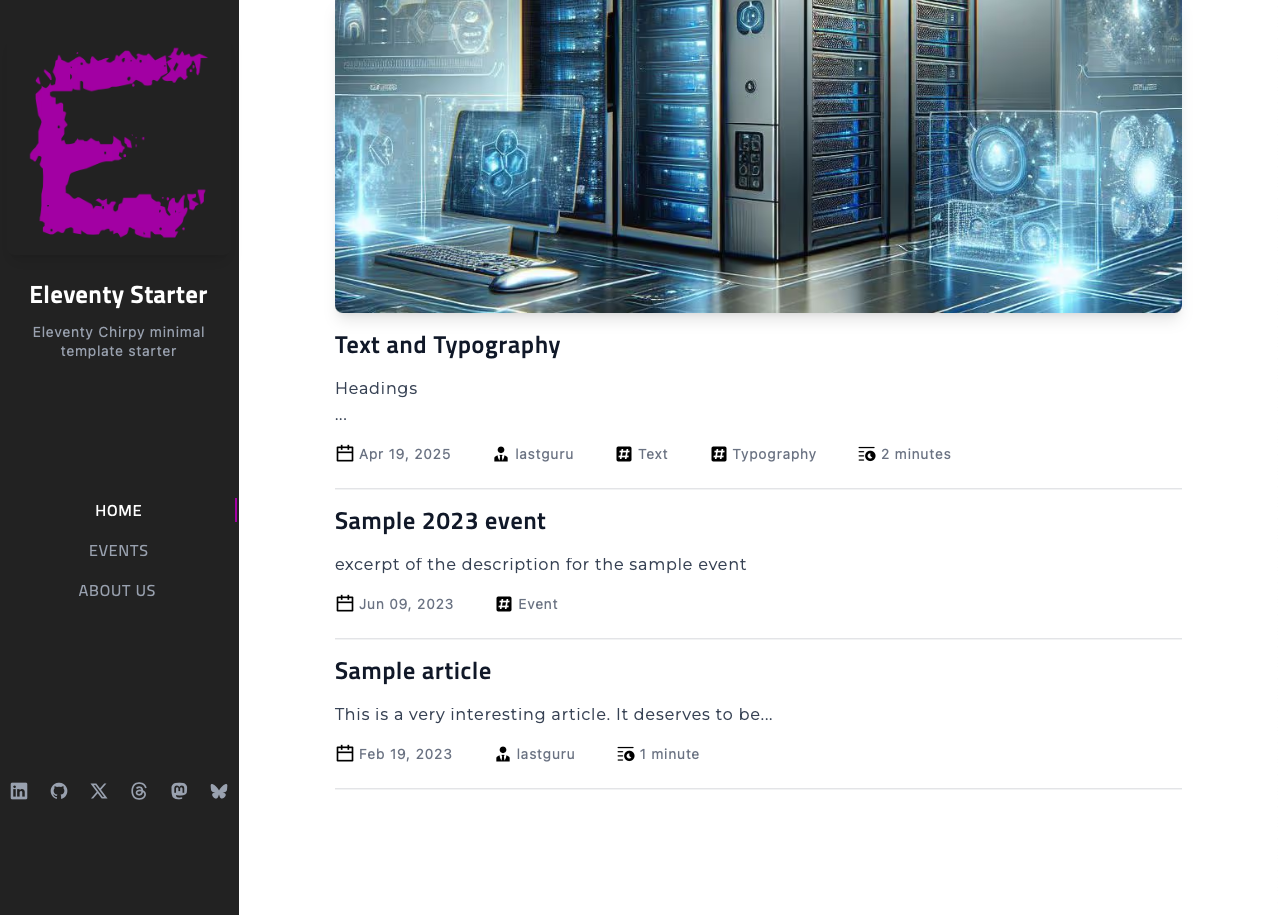 E
Eleventy Starter
Eleventy Chirpy minimal
template starter
HOME
EVENTS
ABOUT US
Text and Typography
Headings
...
Apr 19, 2025 lastguru Text Typography 2 minutes
Sample 2023 event
excerpt of the description for the sample event
Jun 09, 2023 Event
Sample article
This is a very interesting article. It deserves to be...
Feb 19, 2023 lastguru 1 minute